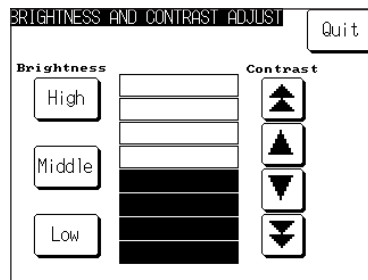 BRIGHTNESS AND CONTRAST ADJUST
Quit
Brightness
Contrast
High
Middle
Low